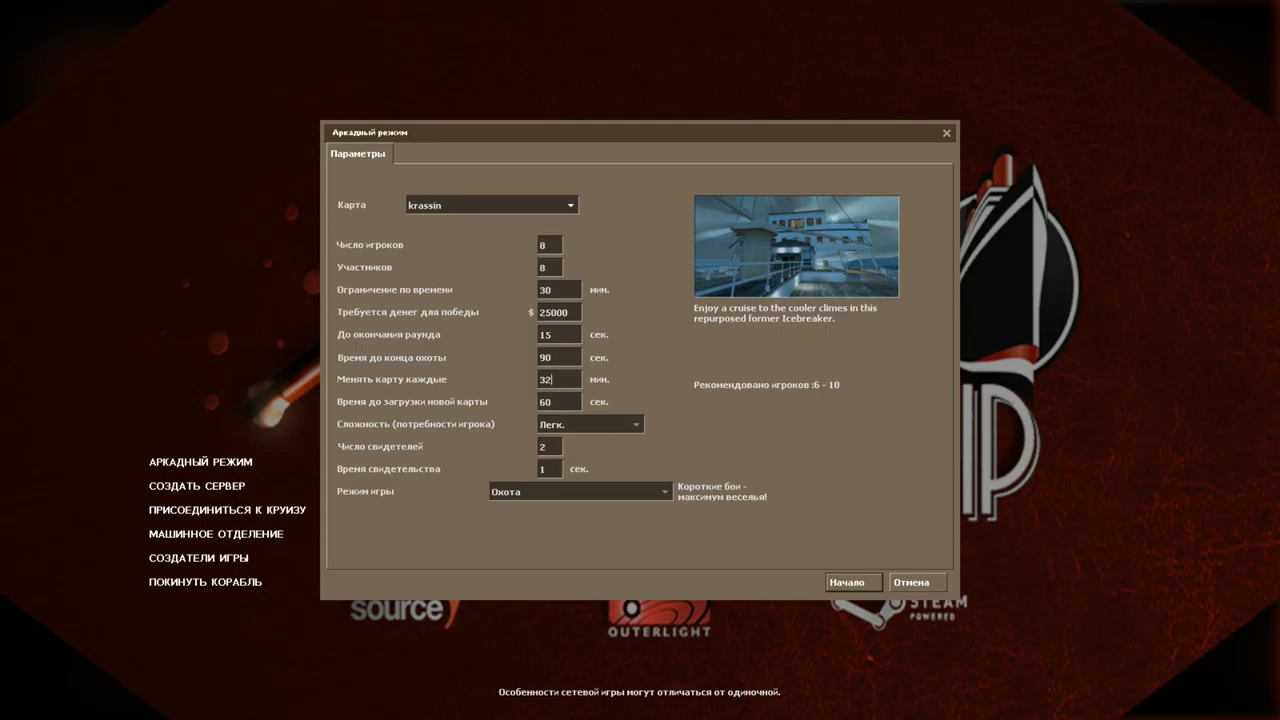 Аркадный режим
Параметры
Карта krassin
Число игроков 8
Участников 8
Ограничение по времени 30 мин.
Требуется денег для победы $ 25000
До окончания раунда 15 сек.
Время до конца охоты 90 сек.
Менять карту каждые 32 мин.
Время до загрузки новой карты 60 сек.
Сложность (потребности игрока) Легк.
Число свидетелей 2
Время свидетельства 1 сек.
Режим игры Охота
Короткие бои -
максимум веселья!
Enjoy a cruise to the cooler climes in this
repurposed former Icebreaker.
Рекомендовано игроков :6 - 10
Начало Отмена
АРКАДНЫЙ РЕЖИМ
СОЗДАТЬ СЕРВЕР
ПРИСОЕДИНИТЬСЯ К КРУИЗУ
МАШИННОЕ ОТДЕЛЕНИЕ
СОЗДАТЕЛИ ИГРЫ
ПОКИНУТЬ КОРАБЛЬ
IP
source
OUTERLIGHT
STEAM
POWERED
Особенности сетевой игры могут отличаться от одиночной.